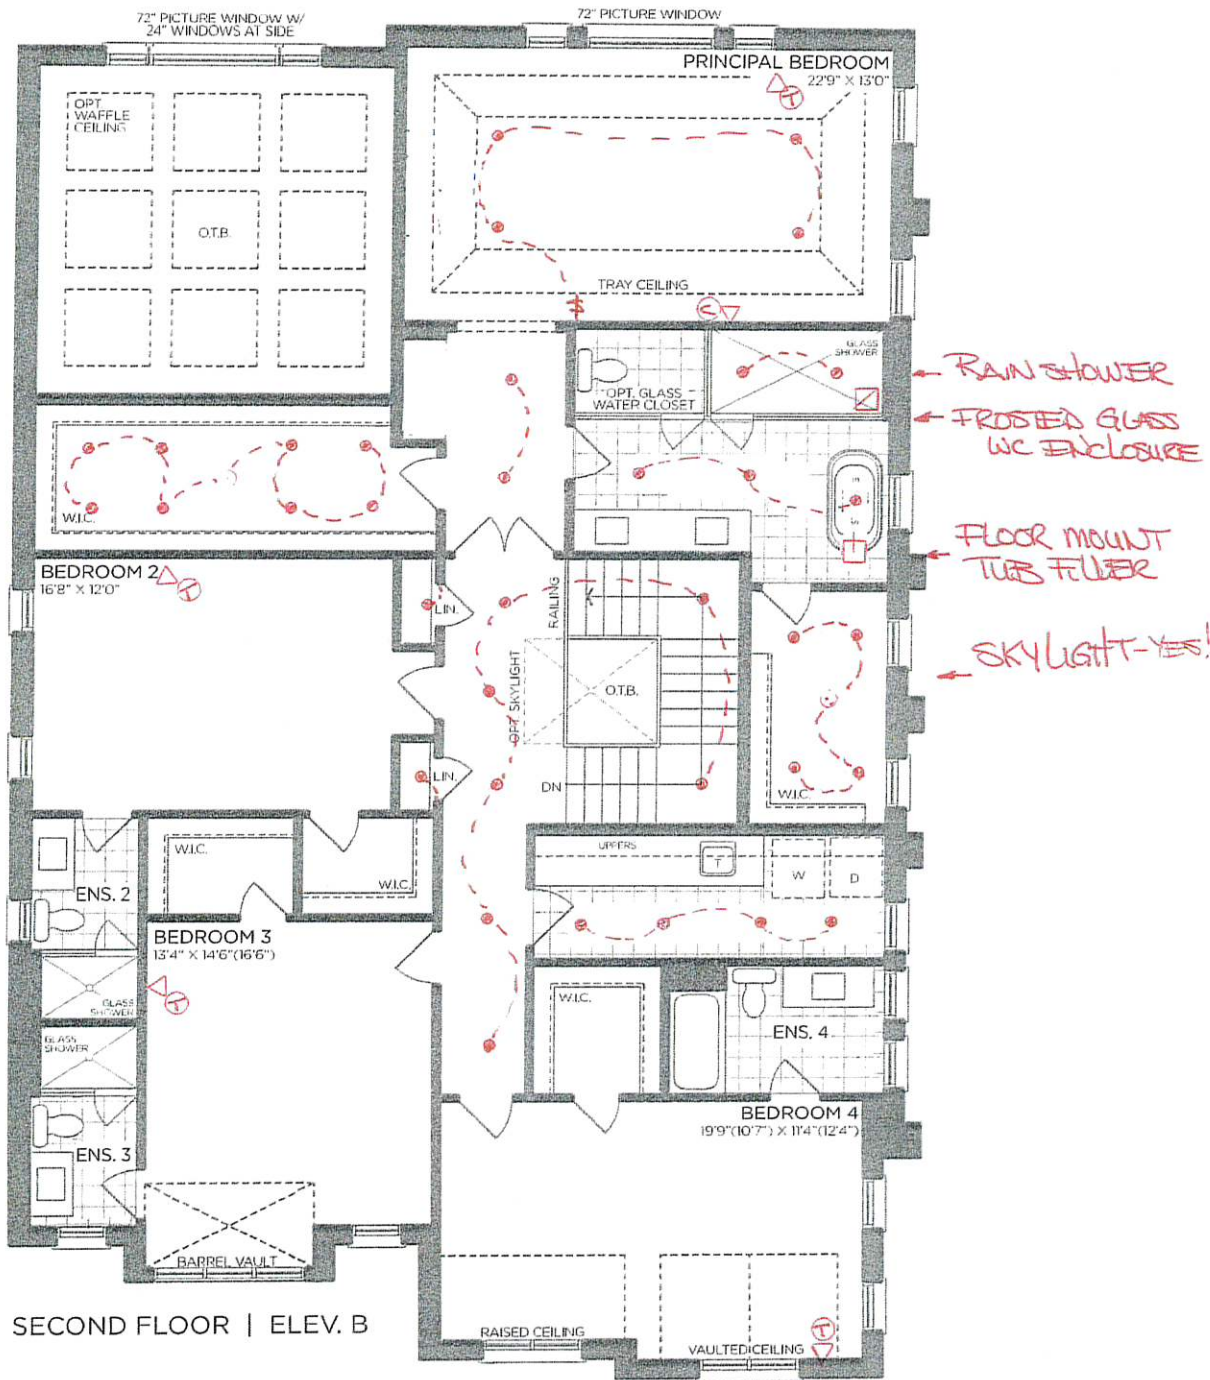 72" PICTURE WINDOW W/
24" WINDOWS AT SIDE
72" PICTURE WINDOW
PRINCIPAL BEDROOM
22'9" X 13'0"
T
OPT.
WAFFLE
CEILING
O.T.B.
TRAY CEILING
C
GLASS
SHOWER
OPT. GLASS
WATER CLOSET
RAIN SHOWER
FROSTED GLASS
WC ENCLOSURE
W.I.C.
FLOOR MOUNT
TUB FILLER
BEDROOM 2
16'8" X 12'0"
T
LIN.
RAILING
OPT. SKYLIGHT
O.T.B.
SKYLIGHT-YES!
LIN.
DN
W.I.C.
UPPERS
T
W
D
W.I.C.
W.I.C.
ENS. 2
BEDROOM 3
13'4" X 14'6"(16'6")
T
GLASS
SHOWER
GLASS
SHOWER
W.I.C.
ENS. 4
BEDROOM 4
19'9"(10'7") X 11'4"(12'4")
ENS. 3
BARREL VAULT
SECOND FLOOR | ELEV. B
RAISED CEILING
T
VAULTED CEILING